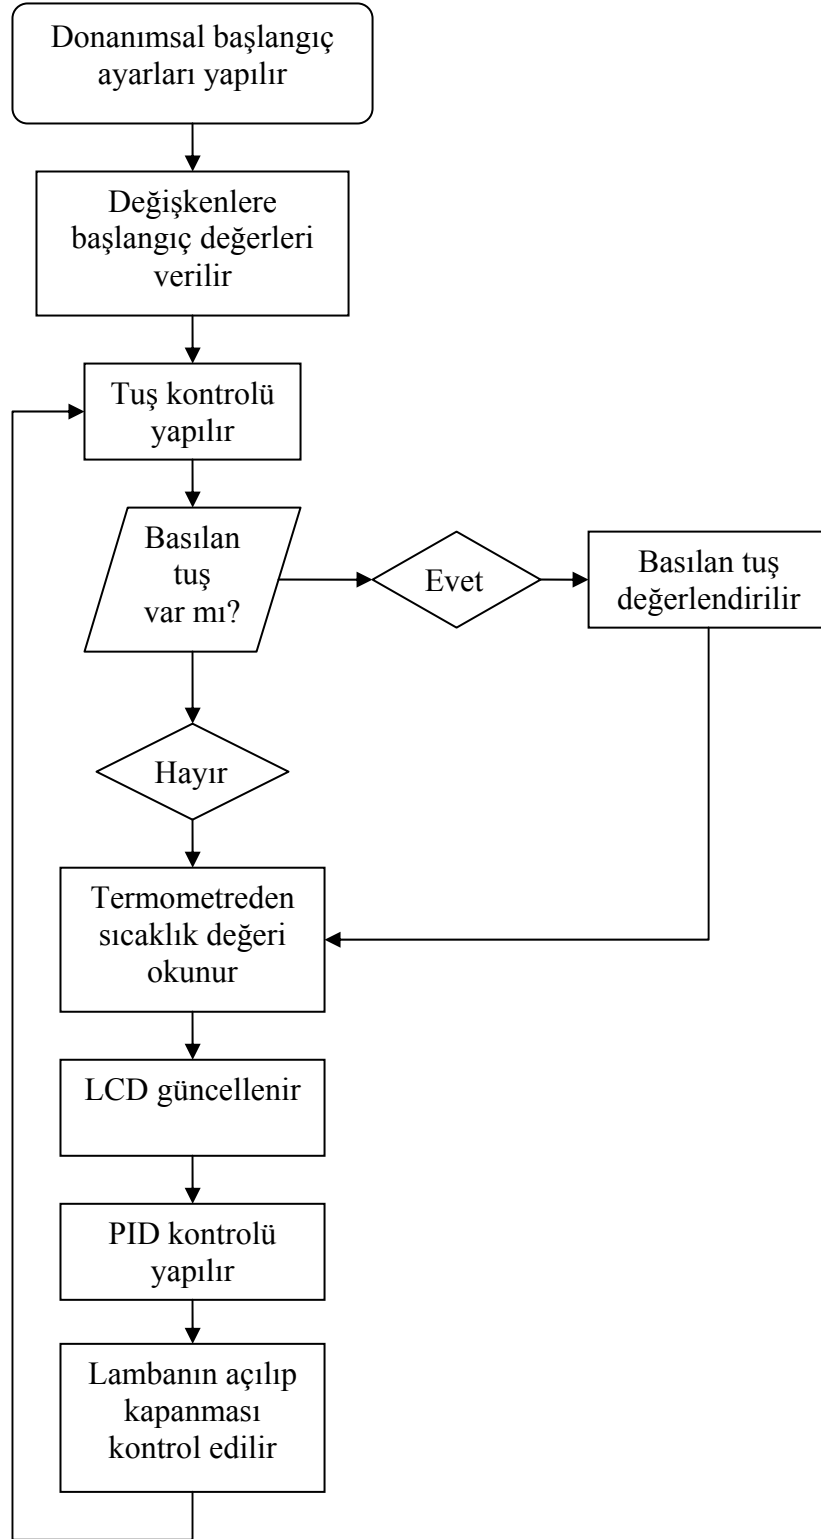 Donanımsal başlangıç
ayarları yapılır
Değişkenlere
başlangıç değerleri
verilir
Tuş kontrolü
yapılır
Basılan
tuş
var mı?
Evet
Basılan tuş
değerlendirilir
Hayır
Termometreden
sıcaklık değeri
okunur
LCD güncellenir
PID kontrolü
yapılır
Lambanın açılıp
kapanması
kontrol edilir